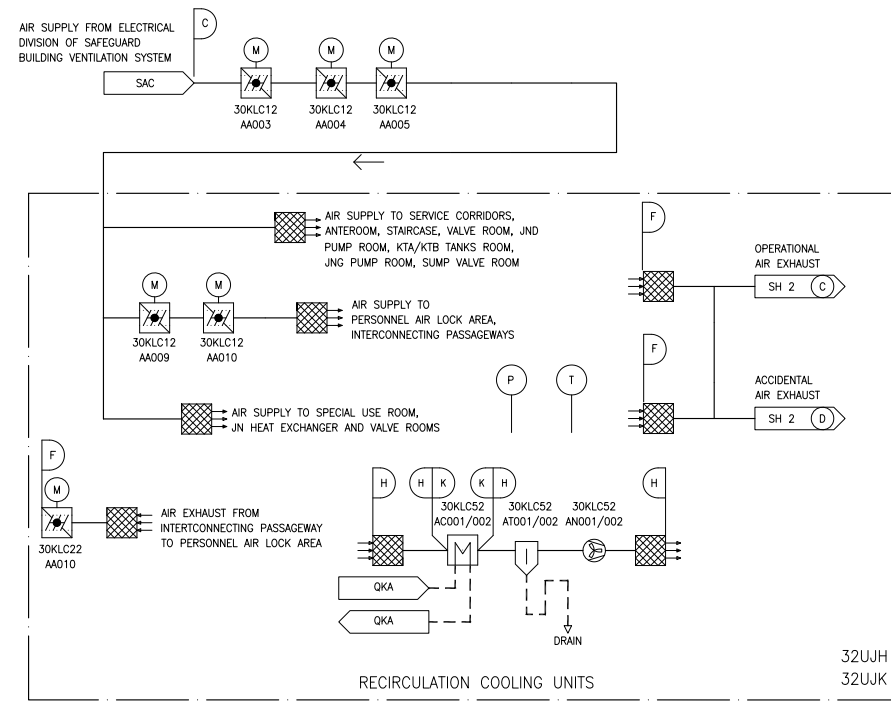 AIR SUPPLY FROM ELECTRICAL
DIVISION OF SAFEGUARD
BUILDING VENTILATION SYSTEM
C
SAC
M
M
M
30KLC12
AA003
30KLC12
AA004
30KLC12
AA005
AIR SUPPLY TO SERVICE CORRIDORS,
ANTEROOM, STAIRCASE, VALVE ROOM, JND
PUMP ROOM, KTA/KTB TANKS ROOM,
JNG PUMP ROOM, SUMP VALVE ROOM
F
OPERATIONAL
AIR EXHAUST
SH 2 C
M
M
30KLC12
AA009
30KLC12
AA010
AIR SUPPLY TO
PERSONNEL AIR LOCK AREA,
INTERCONNECTING PASSAGEWAYS
P
T
F
ACCIDENTAL
AIR EXHAUST
SH 2 D
AIR SUPPLY TO SPECIAL USE ROOM,
JN HEAT EXCHANGER AND VALVE ROOMS
F
M
30KLC22
AA010
AIR EXHAUST FROM
INTERTCONNECTING PASSAGEWAY
TO PERSONNEL AIR LOCK AREA
H
H K
K H
H
30KLC52
AC001/002
30KLC52
AT001/002
30KLC52
AN001/002
QKA
QKA
DRAIN
RECIRCULATION COOLING UNITS
32UJH
32UJK